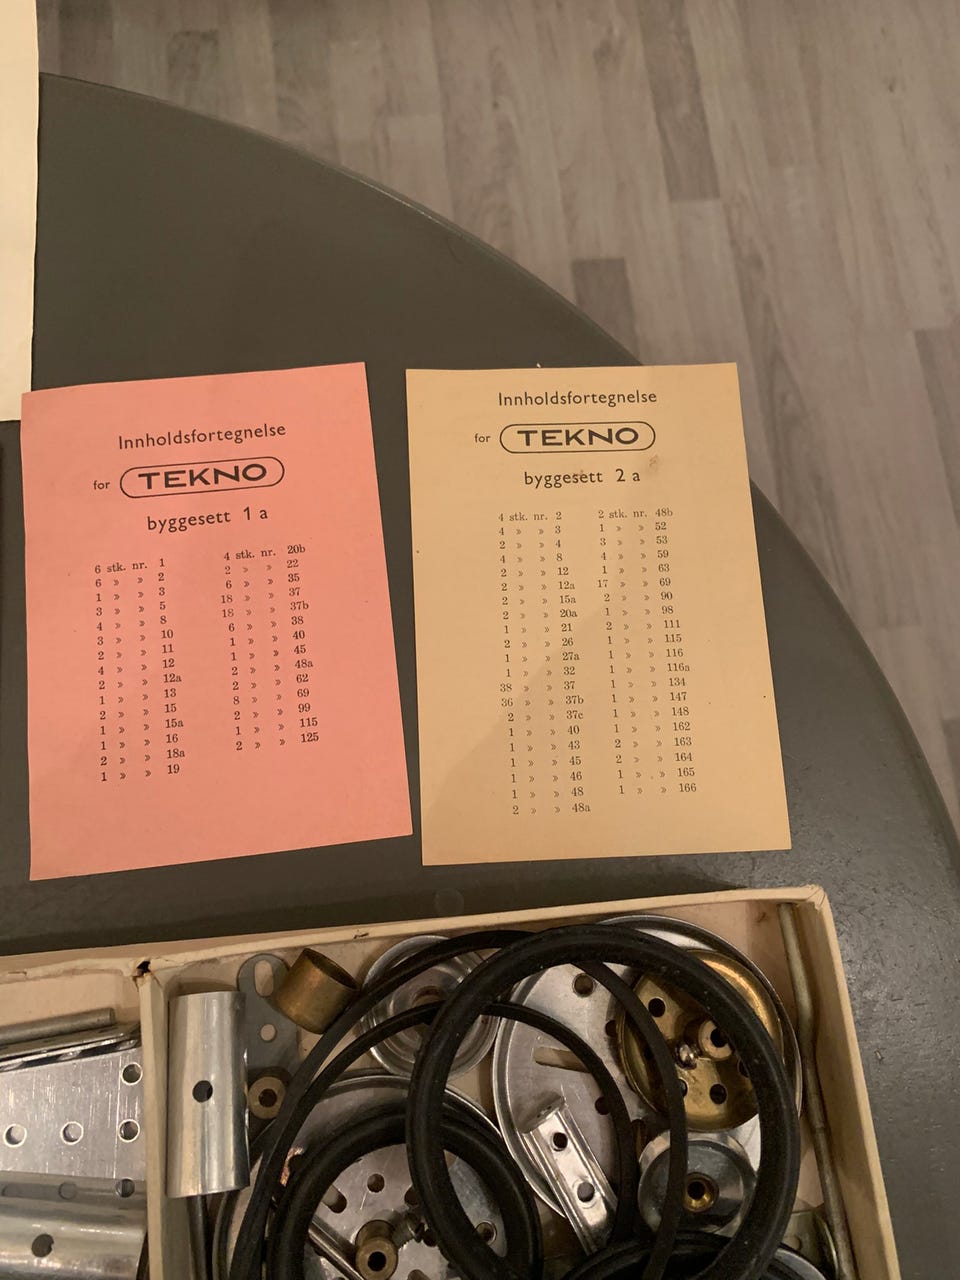 Innholdsfortegnelse
for TEKNO
byggesett 1 a
6 stk. nr. 1
6 » » 2
1 » » 3
3 » » 5
4 » » 8
3 » » 10
2 » » 11
4 » » 12
2 » » 12a
1 » » 13
2 » » 15
1 » » 15a
1 » » 16
2 » » 18a
1 » » 19
4 stk. nr. 20b
2 » » 22
6 » » 35
18 » » 37
18 » » 37b
6 » » 38
1 » » 40
1 » » 45
2 » » 48a
2 » » 62
8 » » 69
2 » » 99
1 » » 115
2 » » 125
Innholdsfortegnelse
for TEKNO
byggesett 2 a
4 stk. nr. 2
4 » » 3
2 » » 4
4 » » 8
2 » » 12
2 » » 12a
2 » » 15a
2 » » 20a
1 » » 21
2 » » 26
1 » » 27a
1 » » 32
38 » » 37
36 » » 37b
2 » » 37c
1 » » 40
1 » » 43
1 » » 45
1 » » 46
1 » » 48
2 » » 48a
2 stk. nr. 48b
1 » » 52
3 » » 53
4 » » 59
1 » » 63
17 » » 69
2 » » 90
1 » » 98
2 » » 111
1 » » 115
1 » » 116
1 » » 116a
1 » » 134
1 » » 147
1 » » 148
1 » » 162
2 » » 163
2 » » 164
1 » » 165
1 » » 166